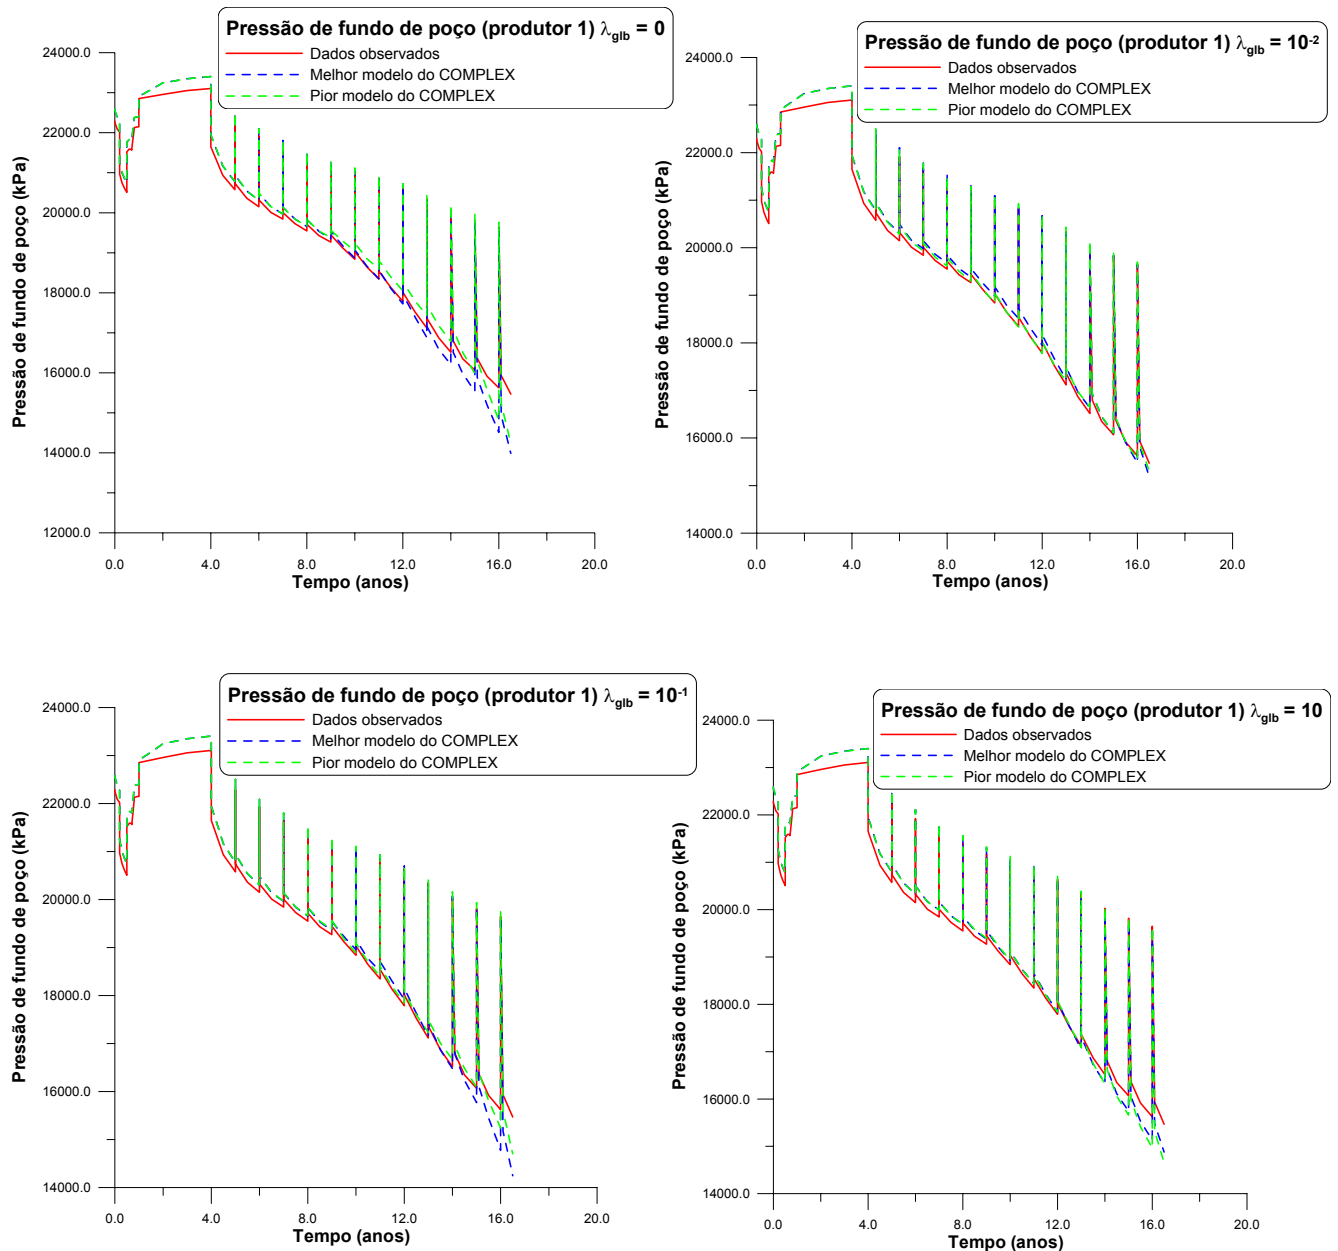 Pressão de fundo de poço (produtor 1) λglb = 0
Dados observados
Melhor modelo do COMPLEX
Pior modelo do COMPLEX
Pressão de fundo de poço (kPa)
24000.0
22000.0
20000.0
18000.0
16000.0
14000.0
12000.0
0.0 4.0 8.0 12.0 16.0 20.0
Tempo (anos)
Pressão de fundo de poço (produtor 1) λglb = 10-2
Dados observados
Melhor modelo do COMPLEX
Pior modelo do COMPLEX
Pressão de fundo de poço (kPa)
24000.0
22000.0
20000.0
18000.0
16000.0
14000.0
0.0 4.0 8.0 12.0 16.0 20.0
Tempo (anos)
Pressão de fundo de poço (produtor 1) λglb = 10-1
Dados observados
Melhor modelo do COMPLEX
Pior modelo do COMPLEX
Pressão de fundo de poço (kPa)
24000.0
22000.0
20000.0
18000.0
16000.0
14000.0
0.0 4.0 8.0 12.0 16.0 20.0
Tempo (anos)
Pressão de fundo de poço (produtor 1) λglb = 10
Dados observados
Melhor modelo do COMPLEX
Pior modelo do COMPLEX
Pressão de fundo de poço (kPa)
24000.0
22000.0
20000.0
18000.0
16000.0
14000.0
0.0 4.0 8.0 12.0 16.0 20.0
Tempo (anos)